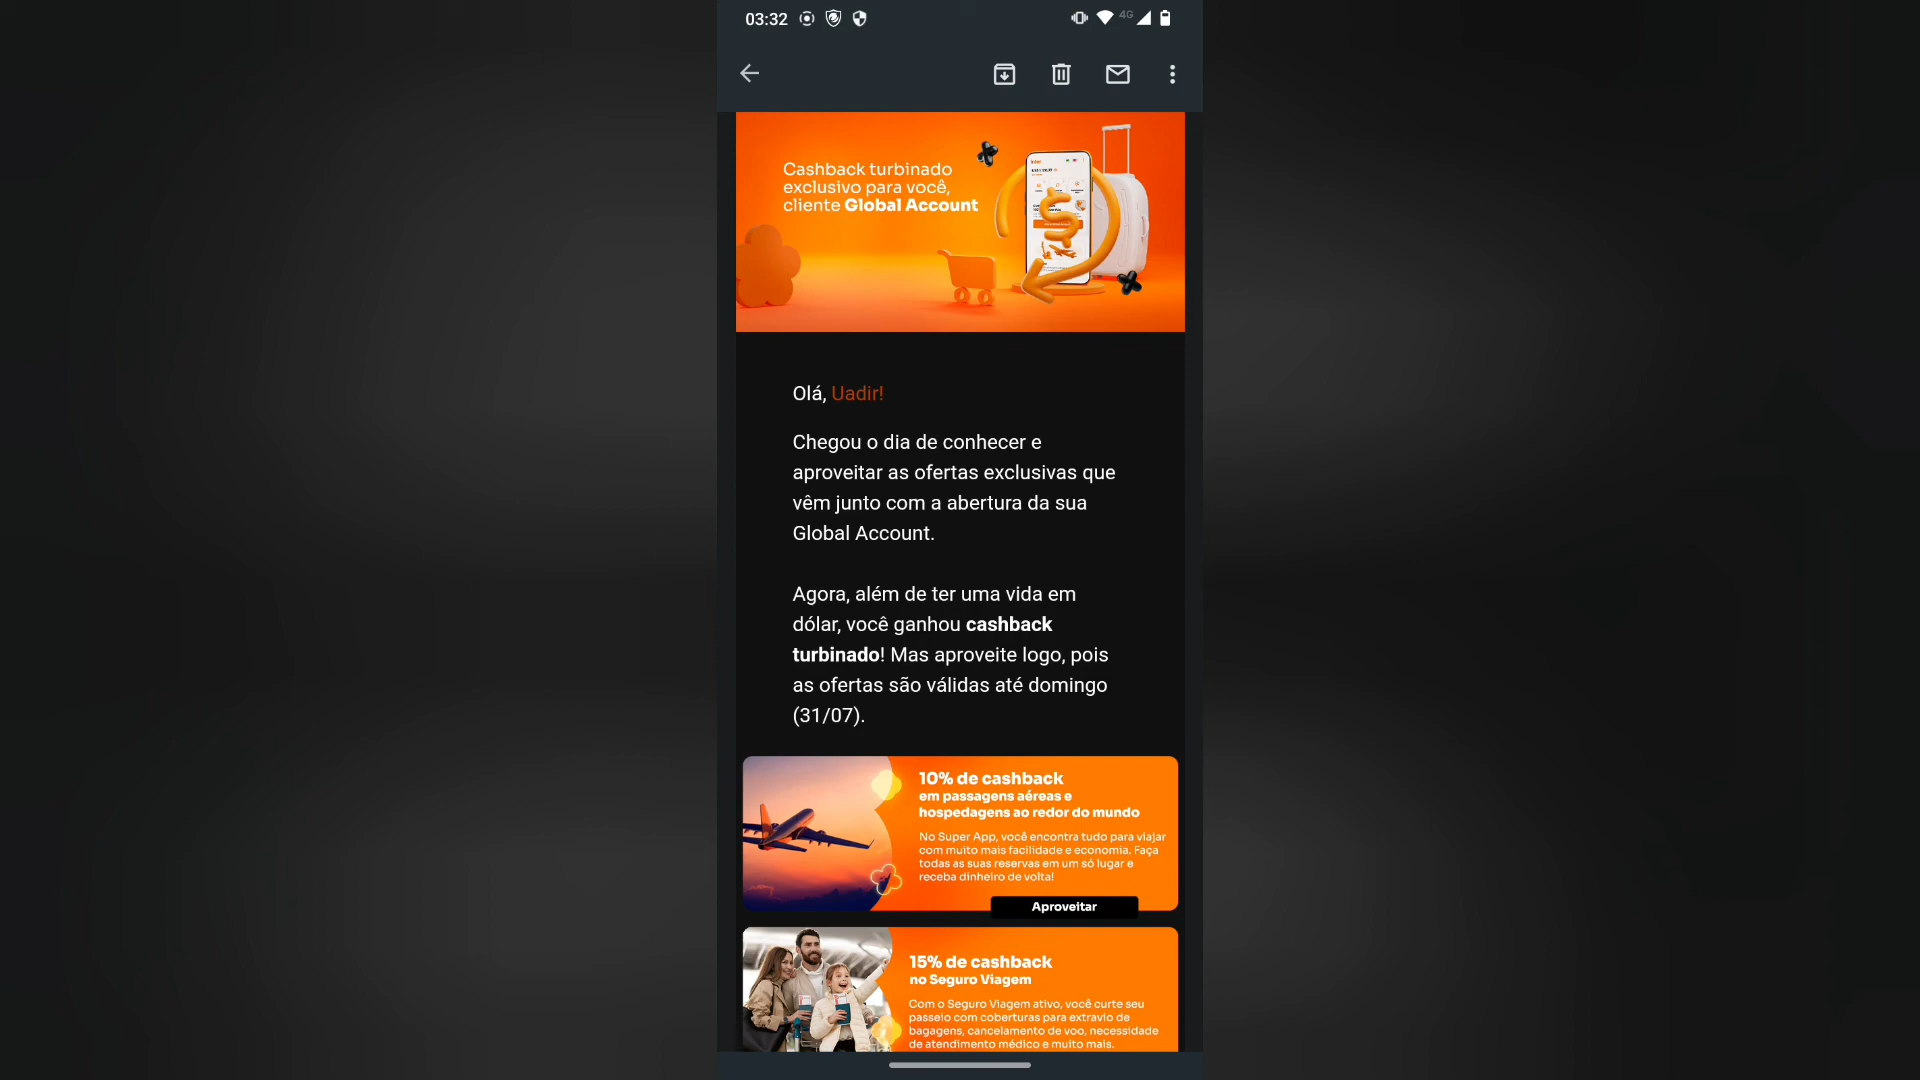 03:32
4G
Cashback turbinado
exclusivo para você,
cliente Global Account
inter
Olá, Uadir!
Chegou o dia de conhecer e
aproveitar as ofertas exclusivas que
vêm junto com a abertura da sua
Global Account.
Agora, além de ter uma vida em
dólar, você ganhou cashback
turbinado! Mas aproveite logo, pois
as ofertas são válidas até domingo
(31/07).
10% de cashback
em passagens aéreas e
hospedagens ao redor do mundo
No Super App, você encontra tudo para viajar
com muito mais facilidade e economia. Faça
todas as suas reservas em um só lugar e
receba dinheiro de volta!
Aproveitar
15% de cashback
no Seguro Viagem
Com o Seguro Viagem ativo, você curte seu
passeio com coberturas para extravio de
bagagens, cancelamento de voo, necessidade
de atendimento médico e muito mais.